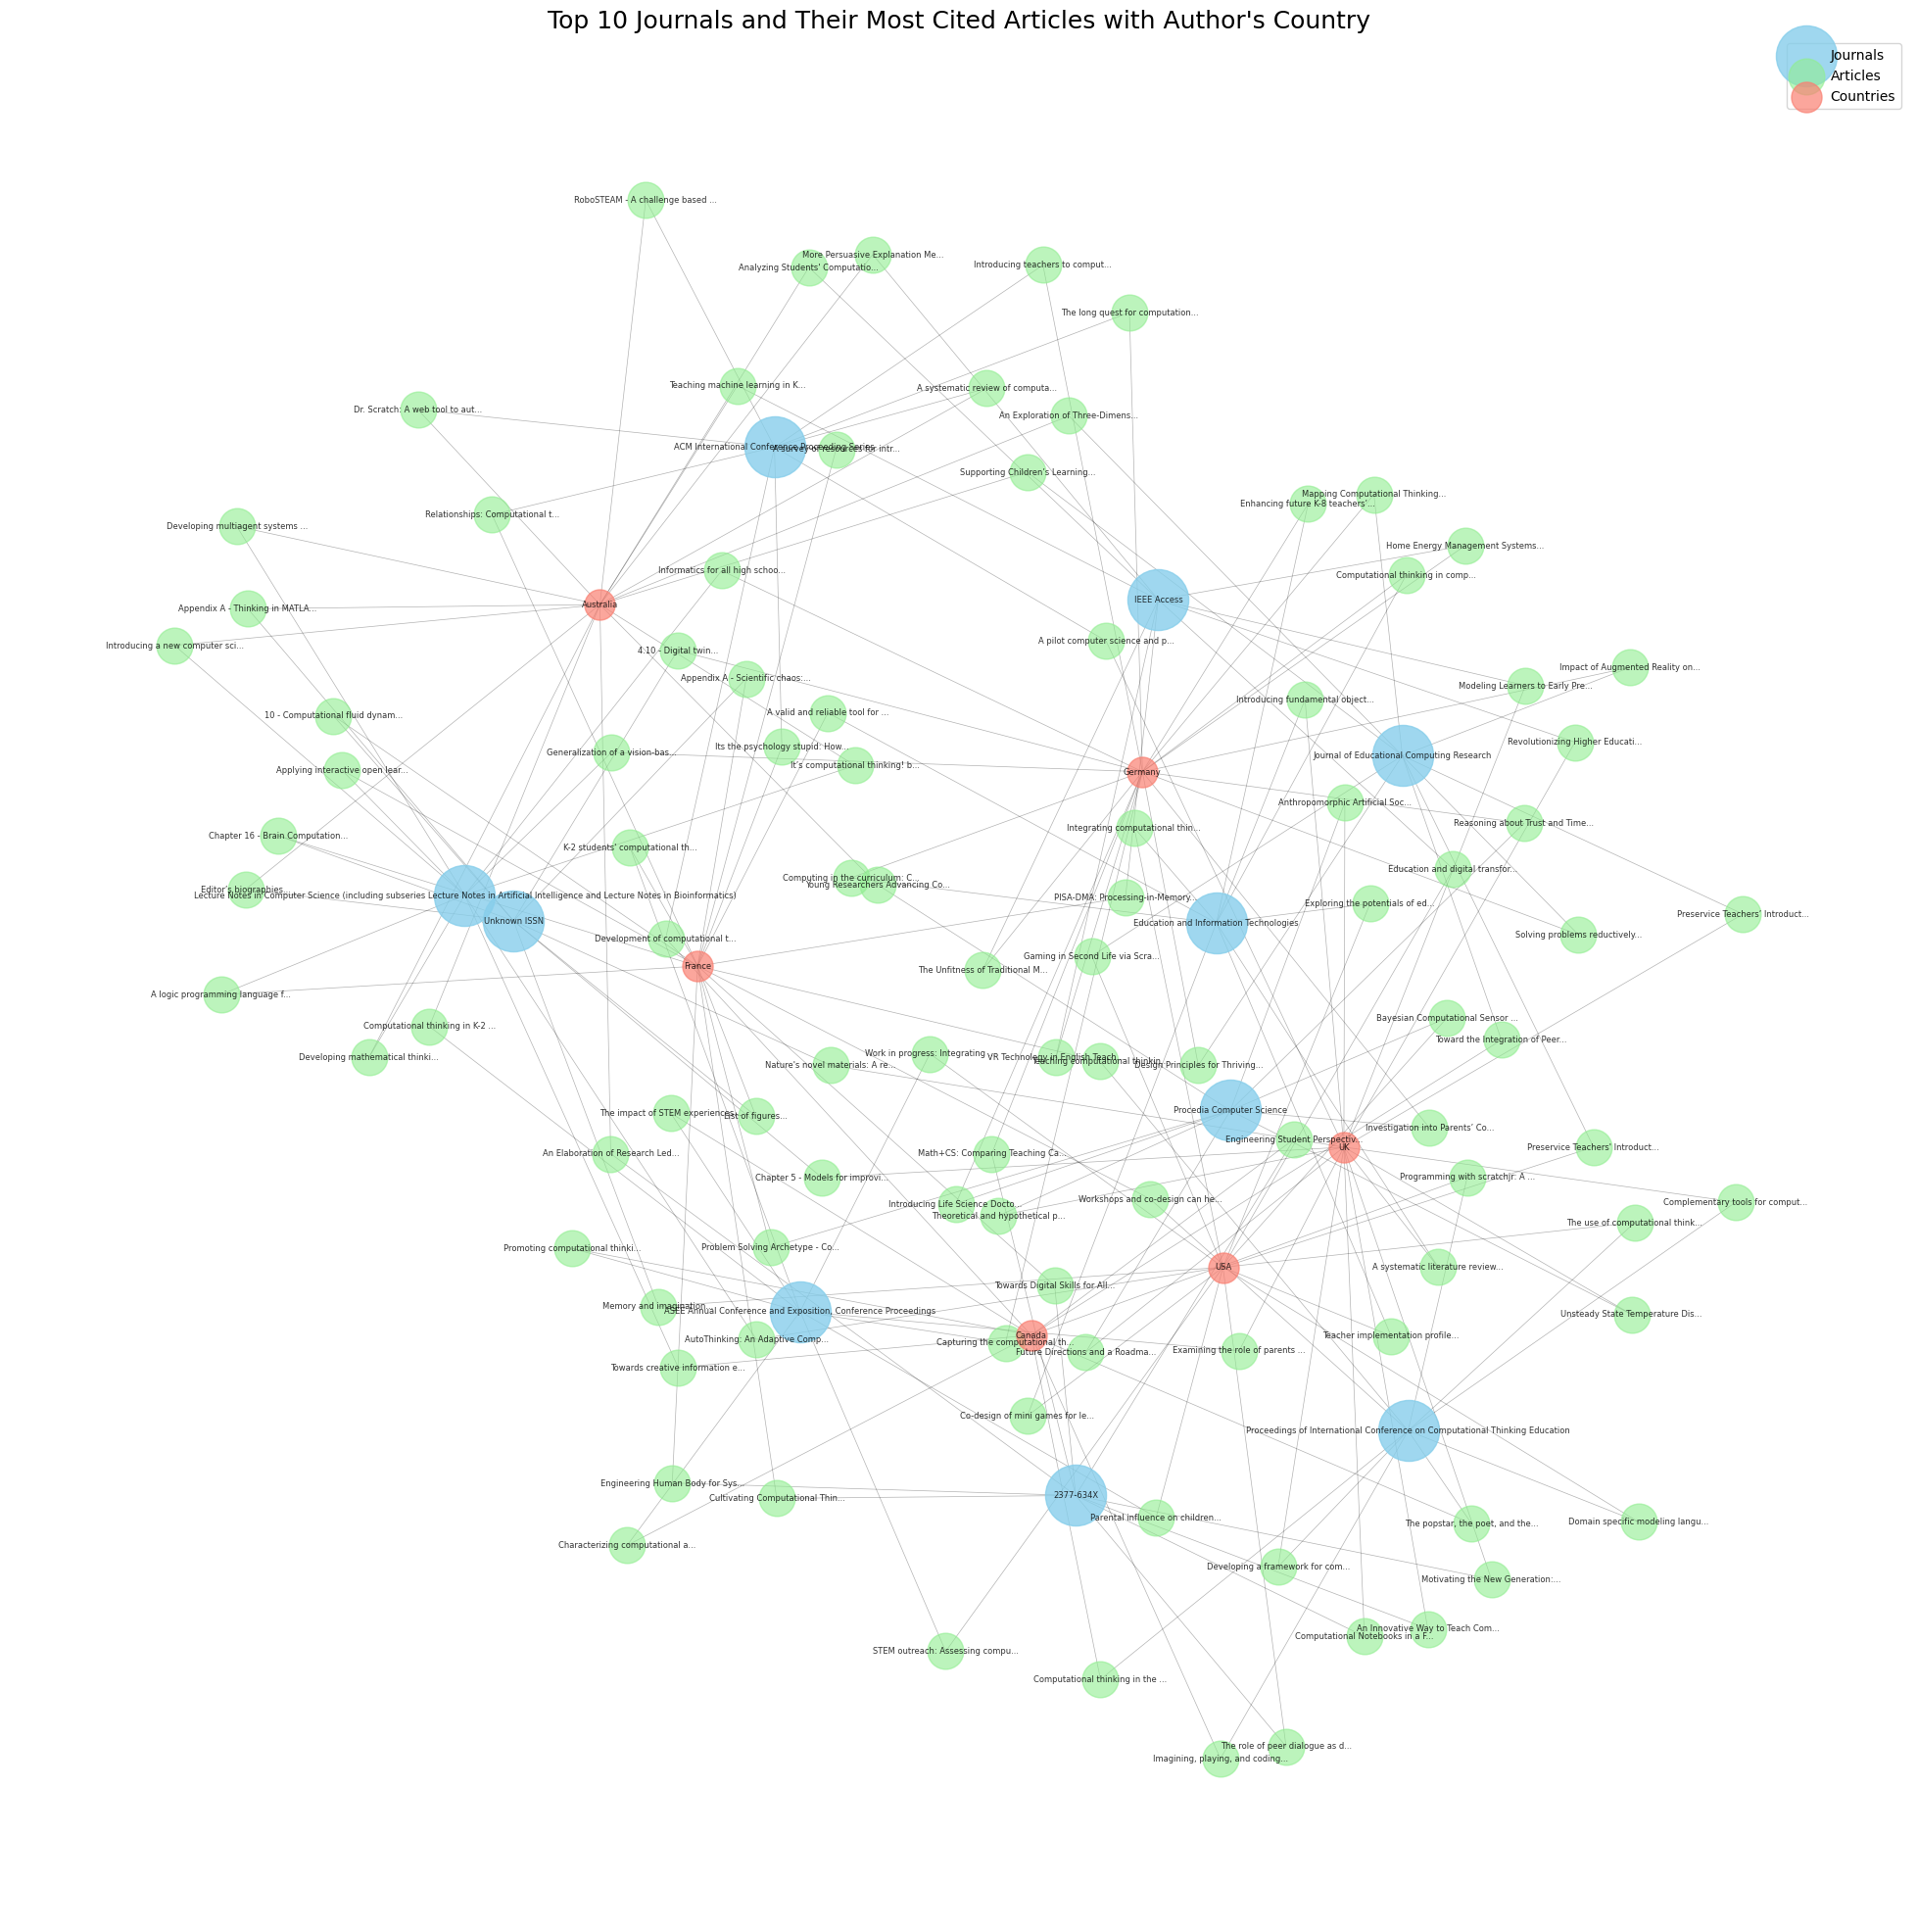 Top 10 Journals and Their Most Cited Articles with Author's Country
Journals
Articles
Countries
RoboSTEAM - A challenge based ...
More Persuasive Explanation Me...
Analyzing Students' Computatio...
Introducing teachers to comput...
The long quest for computation...
Teaching machine learning in K...
A systematic review of computa...
Dr. Scratch: A web tool to aut...
An Exploration of Three-Dimens...
ACM International Conference Proceeding Series
A survey of resources for intr...
Supporting Children's Learning...
Mapping Computational Thinking...
Enhancing future K-8 teachers'...
Relationships: Computational t...
Developing multiagent systems ...
Home Energy Management Systems...
Informatics for all high schoo...
Computational thinking in comp...
IEEE Access
Australia
Appendix A - Thinking in MATLA...
Introducing a new computer sci...
A pilot computer science and p...
4.10 - Digital twin...
Impact of Augmented Reality on...
Appendix A - Scientific chaos:...
Modeling Learners to Early Pre...
Introducing fundamental object...
10 - Computational fluid dynam...
A valid and reliable tool for ...
Revolutionizing Higher Educati...
Its the psychology stupid: How...
Generalization of a vision-bas...
Journal of Educational Computing Research
It's computational thinking! b...
Applying interactive open lear...
Germany
Anthropomorphic Artificial Soc...
Reasoning about Trust and Time...
Integrating computational thin...
Chapter 16 - Brain Computation...
K-2 students' computational th...
Education and digital transfor...
Computing in the curriculum: C...
Young Researchers Advancing Co...
Editor's biographies...
Lecture Notes in Computer Science (including subseries Lecture Notes in Artificial Intelligence and Lecture Notes in Bioinformatics)
PISA-DMA: Processing-in-Memory...
Exploring the potentials of ed...
Preservice Teachers' Introduct...
Unknown ISSN
Education and Information Technologies
Solving problems reductively...
Development of computational t...
Gaming in Second Life via Scra...
France
The Unfitness of Traditional M...
A logic programming language f...
Bayesian Computational Sensor ...
Computational thinking in K-2 ...
Toward the Integration of Peer...
Developing mathematical thinki...
Work in progress: Integrating
VR Technology in English Teach
Teaching computational thinkin
Nature's novel materials: A re...
Design Principles for Thriving...
Procedia Computer Science
The impact of STEM experiences
List of figures...
Investigation into Parents' Co...
Engineering Student Perspectiv...
UK
Preservice Teachers' Introduct...
An Elaboration of Research Led...
Math+CS: Comparing Teaching Ca...
Chapter 5 - Models for improvi...
Programming with scratchjr: A ...
Workshops and co-design can he...
Complementary tools for comput...
Introducing Life Science Docto...
Theoretical and hypothetical p...
The use of computational think...
Promoting computational thinki...
Problem Solving Archetype - Co...
USA
A systematic literature review...
Towards Digital Skills for All...
Memory and imagination
ASEE Annual Conference and Exposition, Conference Proceedings
Unsteady State Temperature Dis...
Canada
Teacher implementation profile...
AutoThinking: An Adaptive Comp...
Capturing the computational th...
Future Directions and a Roadma...
Examining the role of parents ...
Towards creative information e...
Co-design of mini games for le...
Proceedings of International Conference on Computational Thinking Education
Engineering Human Body for Sys...
2377-634X
Cultivating Computational Thin...
Parental influence on children...
The popstar, the poet, and the...
Domain specific modeling langu...
Characterizing computational a...
Developing a framework for com...
Motivating the New Generation:...
An Innovative Way to Teach Com...
Computational Notebooks in a F...
STEM outreach: Assessing compu...
Computational thinking in the ...
The role of peer dialogue as d...
Imagining, playing, and coding...